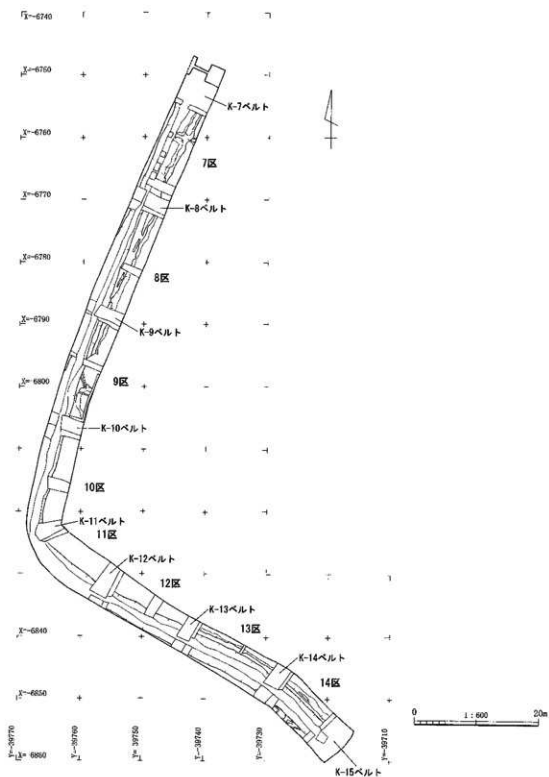 X=-6740
X=-6750
K-7ベルト
X=-6760
7区
X=-6770
K-8ベルト
X=-6780
8区
X=-6790
K-9ベルト
X=-6800
9区
K-10ベルト
10区
K-11ベルト
11区
K-12ベルト
12区
K-13ベルト
13区
X=-6840
K-14ベルト
14区
X=-6850
X=-6860
K-15ベルト
Y=-39770
Y=-39760
Y=-39750
Y=-39740
Y=-39730
Y=-39710
0
1:600
20m